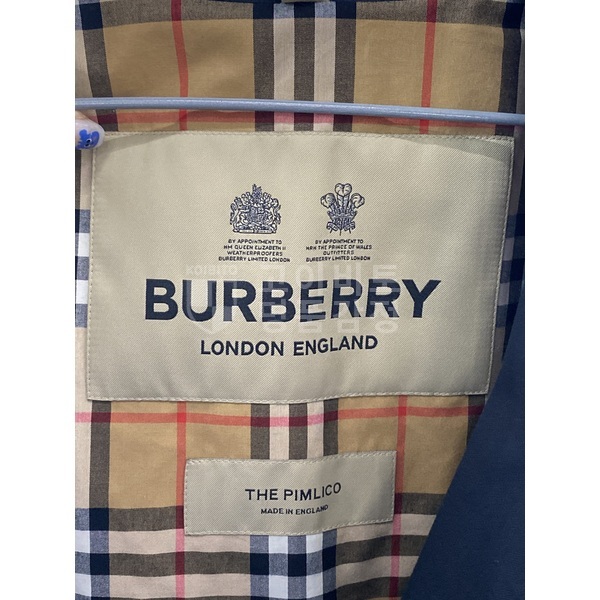 BY APPOINTMENT TO
HM QUEEN ELIZABETH II
WEATHERPROOFERS
BURBERRY LIMITED LONDON
BY APPOINTMENT TO
HRH THE PRINCE OF WALES
OUTFITTERS
BURBERRY LIMITED LONDON
BURBERRY
LONDON ENGLAND
THE PIMLICO
MADE IN ENGLAND